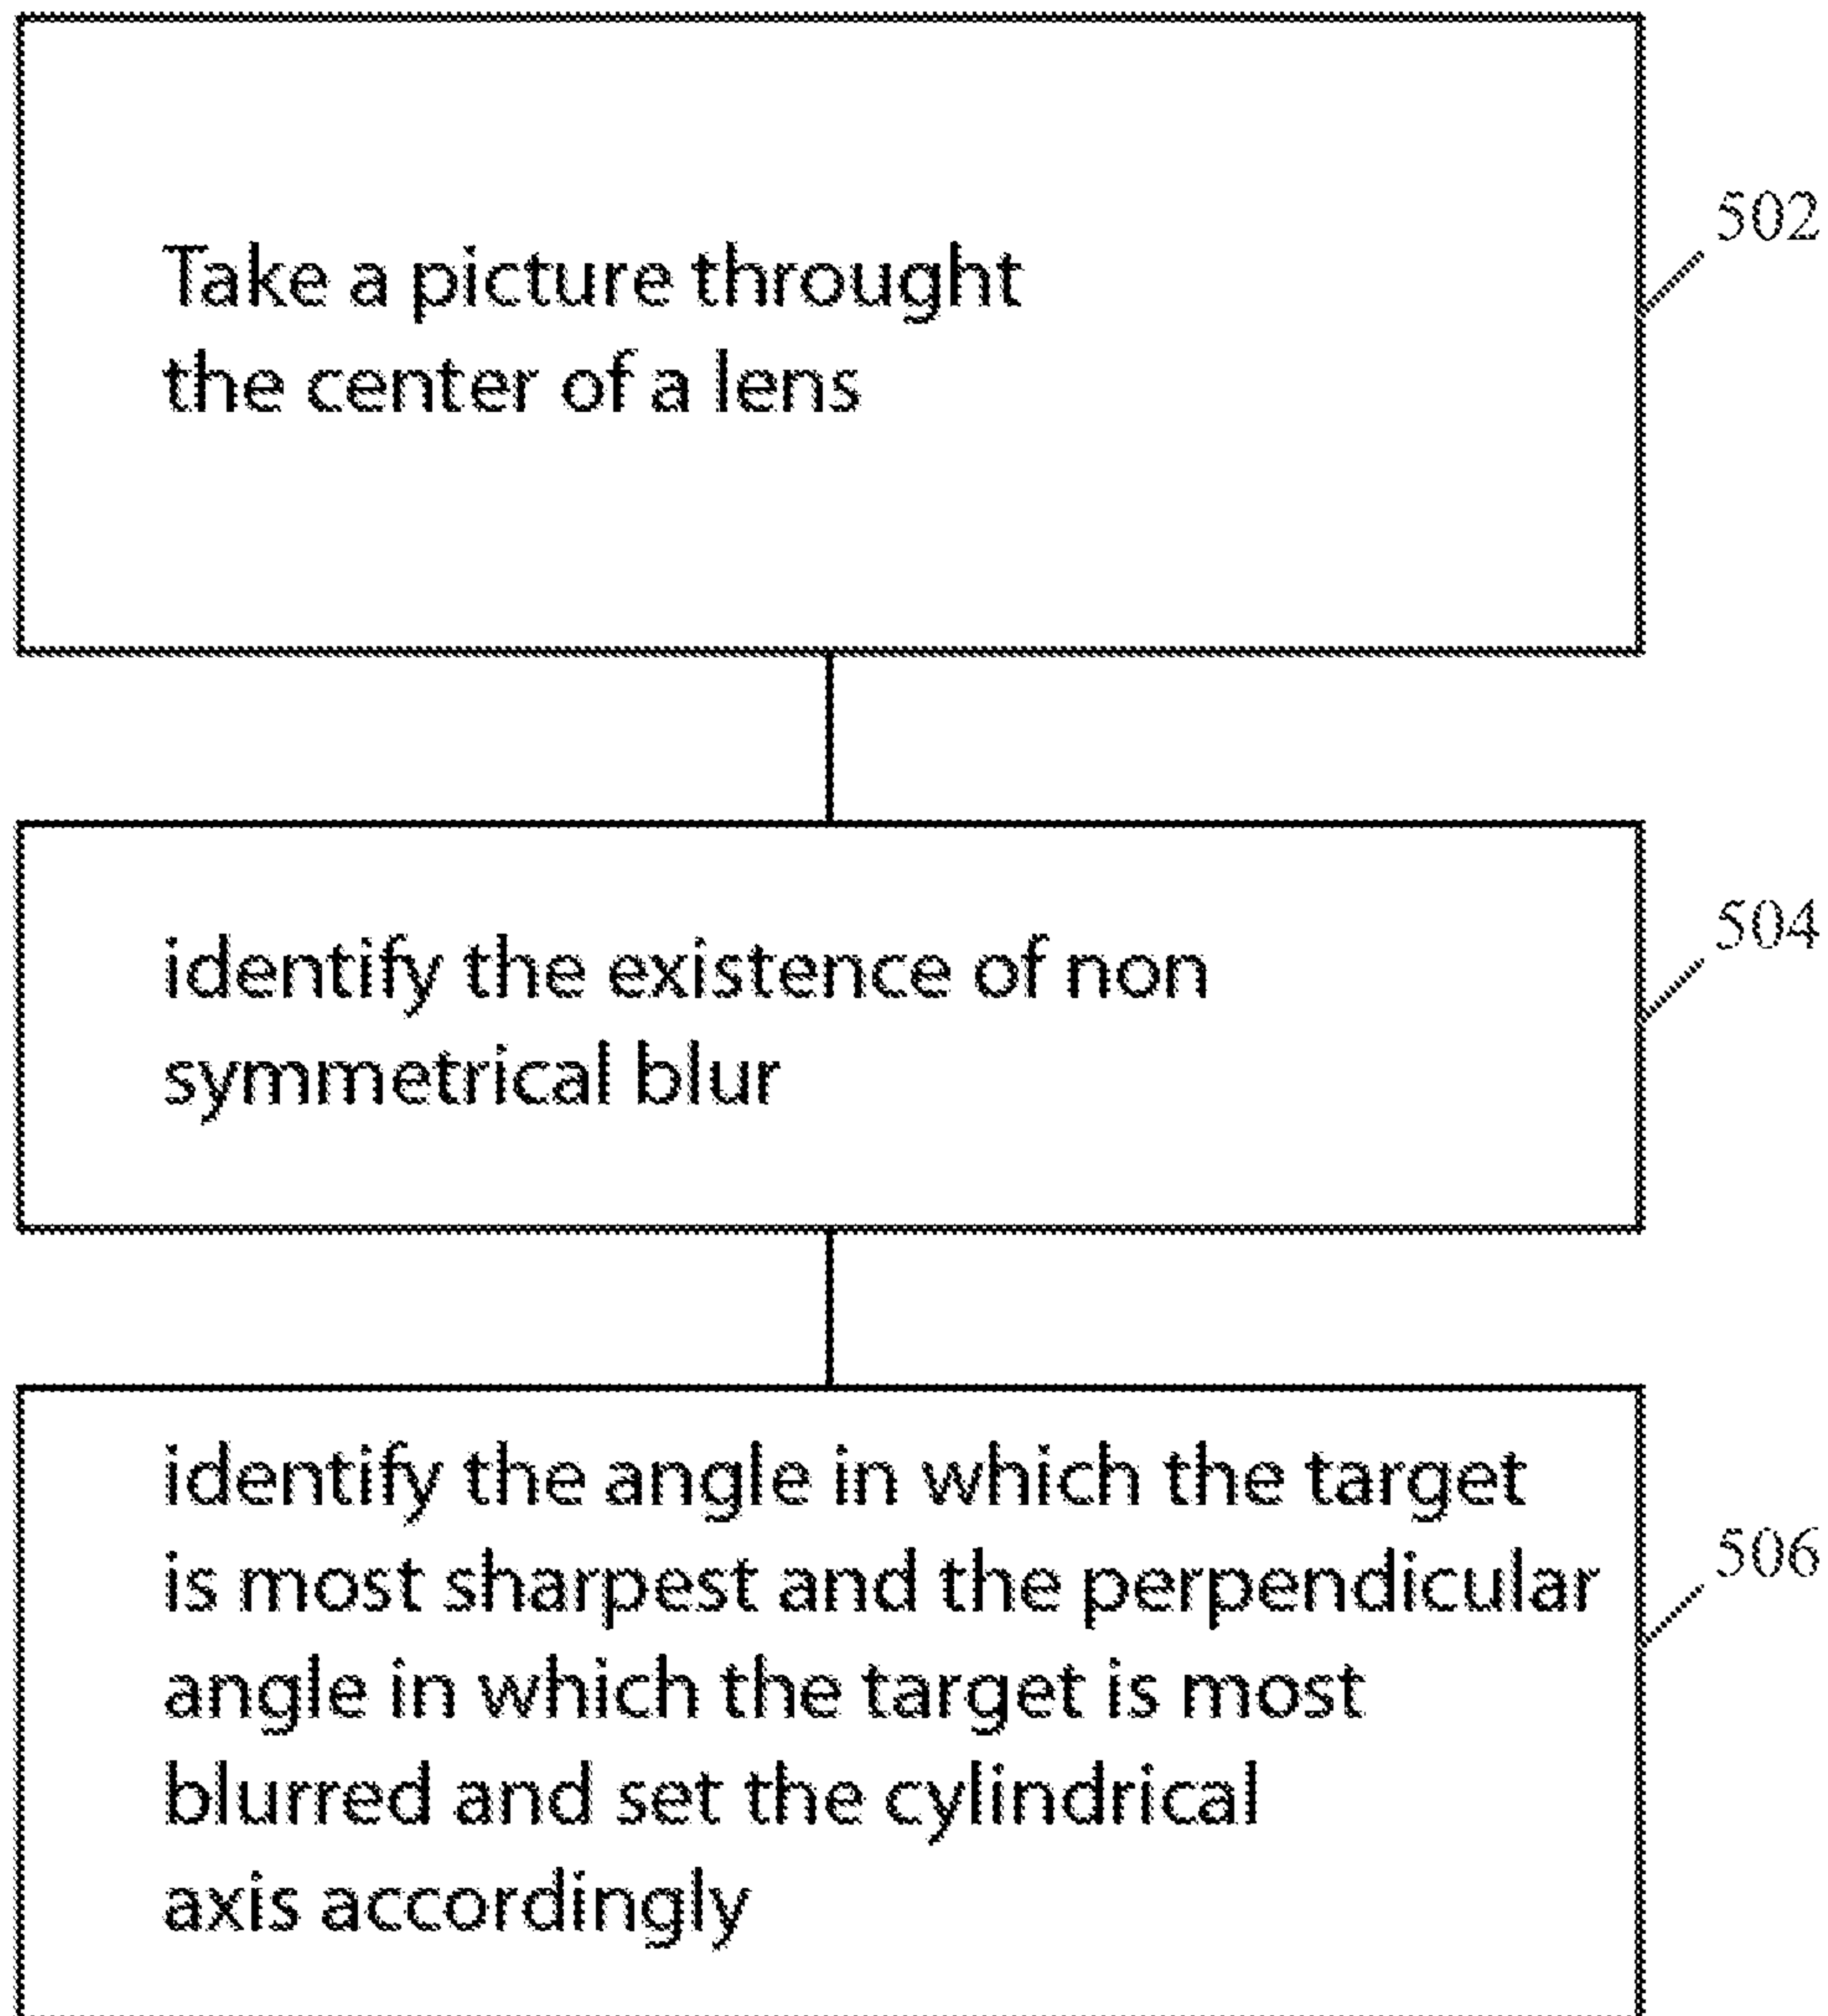 Take a picture throught
the center of a lens
502
identify the existence of non
symmetrical blur
504
identify the angle in which the target
is most sharpest and the perpendicular
angle in which the target is most
blurred and set the cylindrical
axis accordingly
506